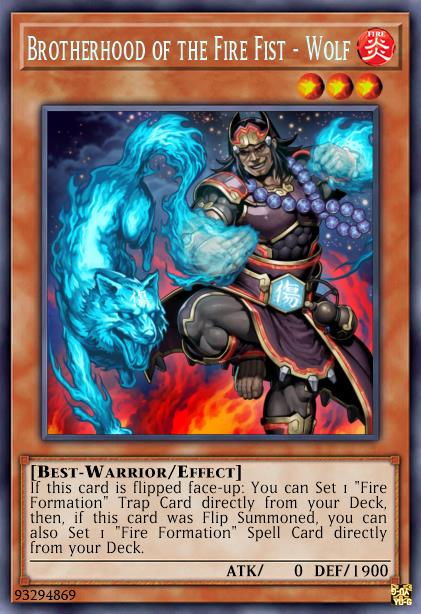 BROTHERHOOD OF THE FIRE FIST - WOLF
FIRE
炎
傷
傷
[BEST-WARRIOR/EFFECT]
If this card is flipped face-up: You can Set 1 "Fire
Formation" Trap Card directly from your Deck,
then, if this card was Flip Summoned, you can
also Set 1 "Fire Formation" Spell Card directly
from your Deck.
ATK/ 0 DEF/1900
93294869